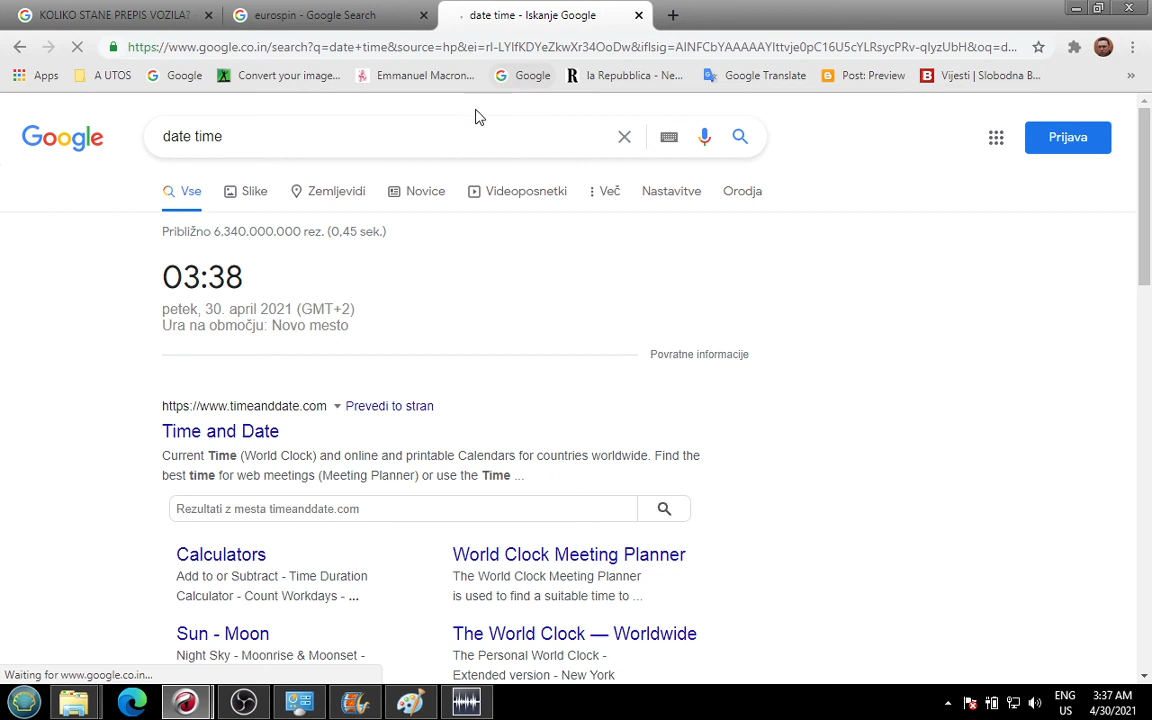 KOLIKO STANE PREPIS VOZILA?
eurospin - Google Search
date time - Iskanje Google
https://www.google.co.in/search?q=date+time&source=hp&ei=rI-LYIfKDYeZkwXr34OoDw&iflsig=AINFCbYAAAAAYIttvje0pC16U5cYLRsycPRv-qIyzUbH&oq=d...
Apps
A UTOS
Google
Convert your image...
Emmanuel Macron...
Google
la Repubblica - Ne...
Google Translate
Post: Preview
Vijesti | Slobodna B...
Google
date time
Prijava
Vse
Slike
Zemljevidi
Novice
Videoposnetki
Več
Nastavitve
Orodja
Približno 6.340.000.000 rez. (0,45 sek.)
03:38
petek, 30. april 2021 (GMT+2)
Ura na območju: Novo mesto
Povratne informacije
https://www.timeanddate.com
Prevedi to stran
Time and Date
Current Time (World Clock) and online and printable Calendars for countries worldwide. Find the
best time for web meetings (Meeting Planner) or use the Time ...
Rezultati z mesta timeanddate.com
Calculators
Add to or Subtract - Time Duration
Calculator - Count Workdays - ...
World Clock Meeting Planner
The World Clock Meeting Planner
is used to find a suitable time to ...
Sun - Moon
Night Sky - Moonrise & Moonset -
The World Clock — Worldwide
The Personal World Clock -
Extended version - New York
Waiting for www.google.co.in...
ENG
US
3:37 AM
4/30/2021